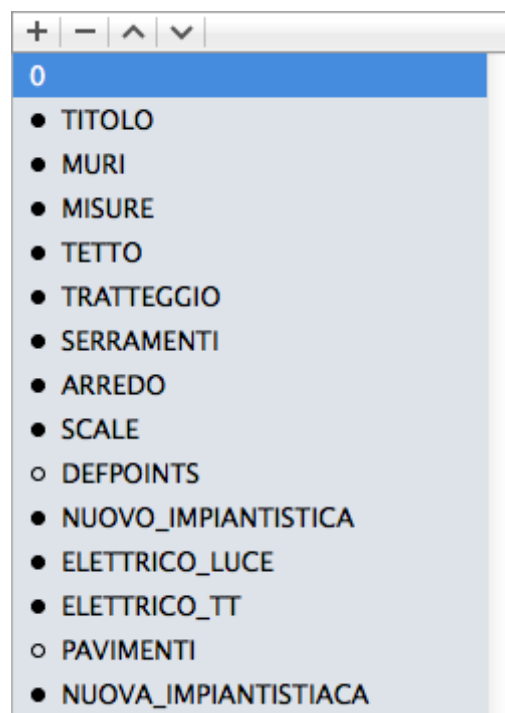 0
TITOLO
MURI
MISURE
TETTO
TRATTEGGIO
SERRAMENTI
ARREDO
SCALE
DEFPOINTS
NUOVO_IMPIANTISTICA
ELETTRICO_LUCE
ELETTRICO_TT
PAVIMENTI
NUOVA_IMPIANTISTIACA